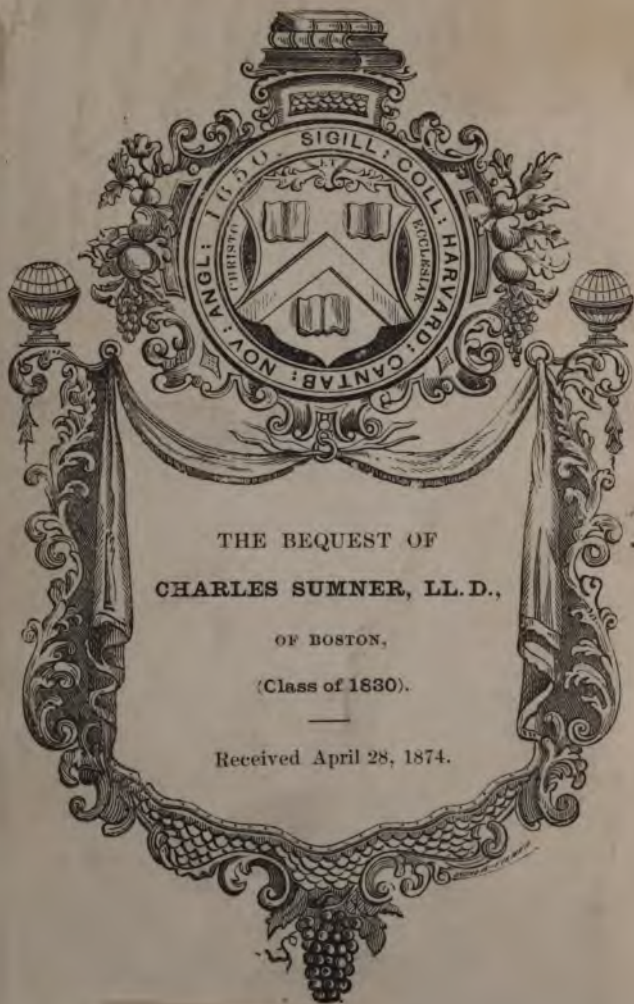 SIGILL: COLL: HARVARD: CANTAB: NOV: ANGL: 1650.
CHRISTO
ECCLESIAE
THE BEQUEST OF
CHARLES SUMNER, LL.D.,
OF BOSTON,
(Class of 1830).
Received April 28, 1874.